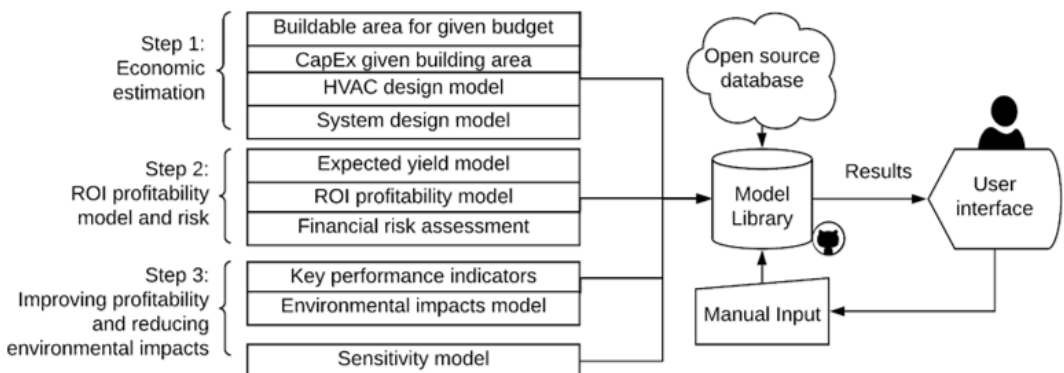 Step 1:
Economic
estimation
Buildable area for given budget
CapEx given building area
HVAC design model
System design model
Step 2:
ROI profitability
model and risk
Expected yield model
ROI profitability model
Financial risk assessment
Step 3:
Improving profitability
and reducing
environmental impacts
Key performance indicators
Environmental impacts model
Sensitivity model
Open source
database
Model
Library
Results
User
interface
Manual Input